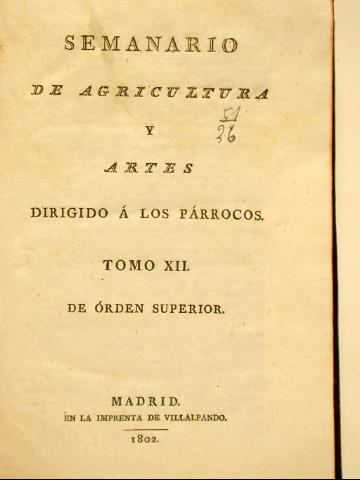 SEMANARIO
DE AGRICULTURA
Y
ARTES
DIRIGIDO Á LOS PÁRROCOS.
TOMO XII.
DE ÓRDEN SUPERIOR.
MADRID.
EN LA IMPRENTA DE VILLALPANDO.
1802.